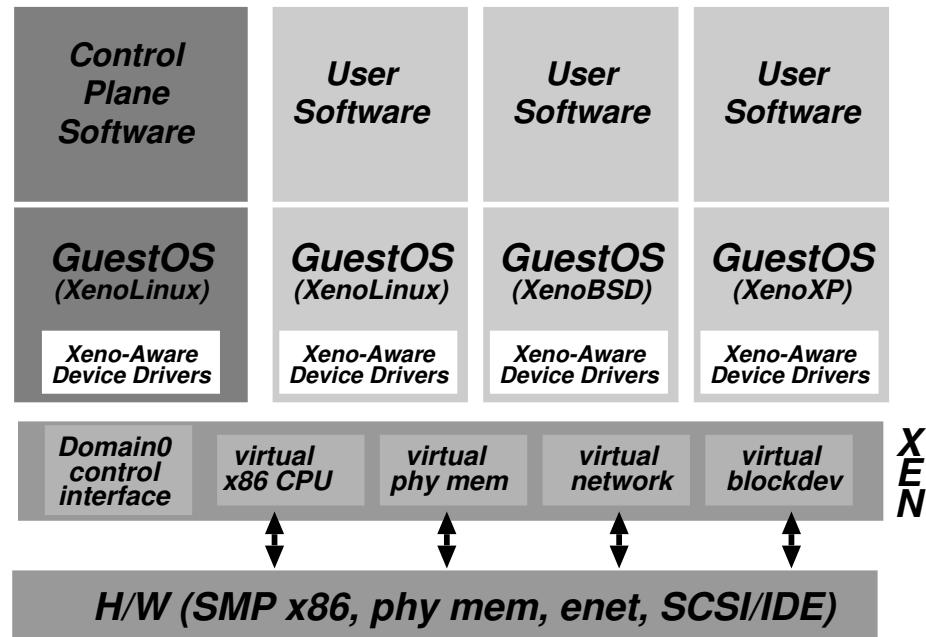 Control
Plane
Software
User
Software
User
Software
User
Software
GuestOS
(XenoLinux)
Xeno-Aware
Device Drivers
GuestOS
(XenoLinux)
Xeno-Aware
Device Drivers
GuestOS
(XenoBSD)
Xeno-Aware
Device Drivers
GuestOS
(XenoXP)
Xeno-Aware
Device Drivers
Domain0
control
interface
virtual
x86 CPU
virtual
phy mem
virtual
network
virtual
blockdev
X
E
N
H/W (SMP x86, phy mem, enet, SCSI/IDE)